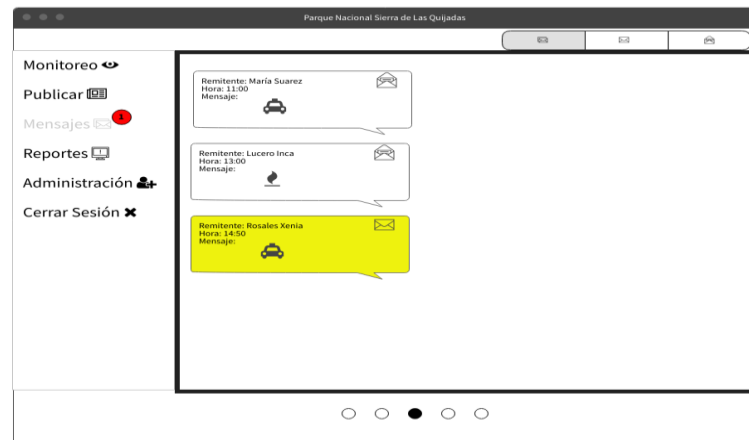 Parque Nacional Sierra de Las Quijadas
Monitoreo
Publicar
Mensajes 1
Reportes
Administración
Cerrar Sesión
Remitente: María Suarez
Hora: 11:00
Mensaje:
Remitente: Lucero Inca
Hora: 13:00
Mensaje:
Remitente: Rosales Xenia
Hora: 14:50
Mensaje: